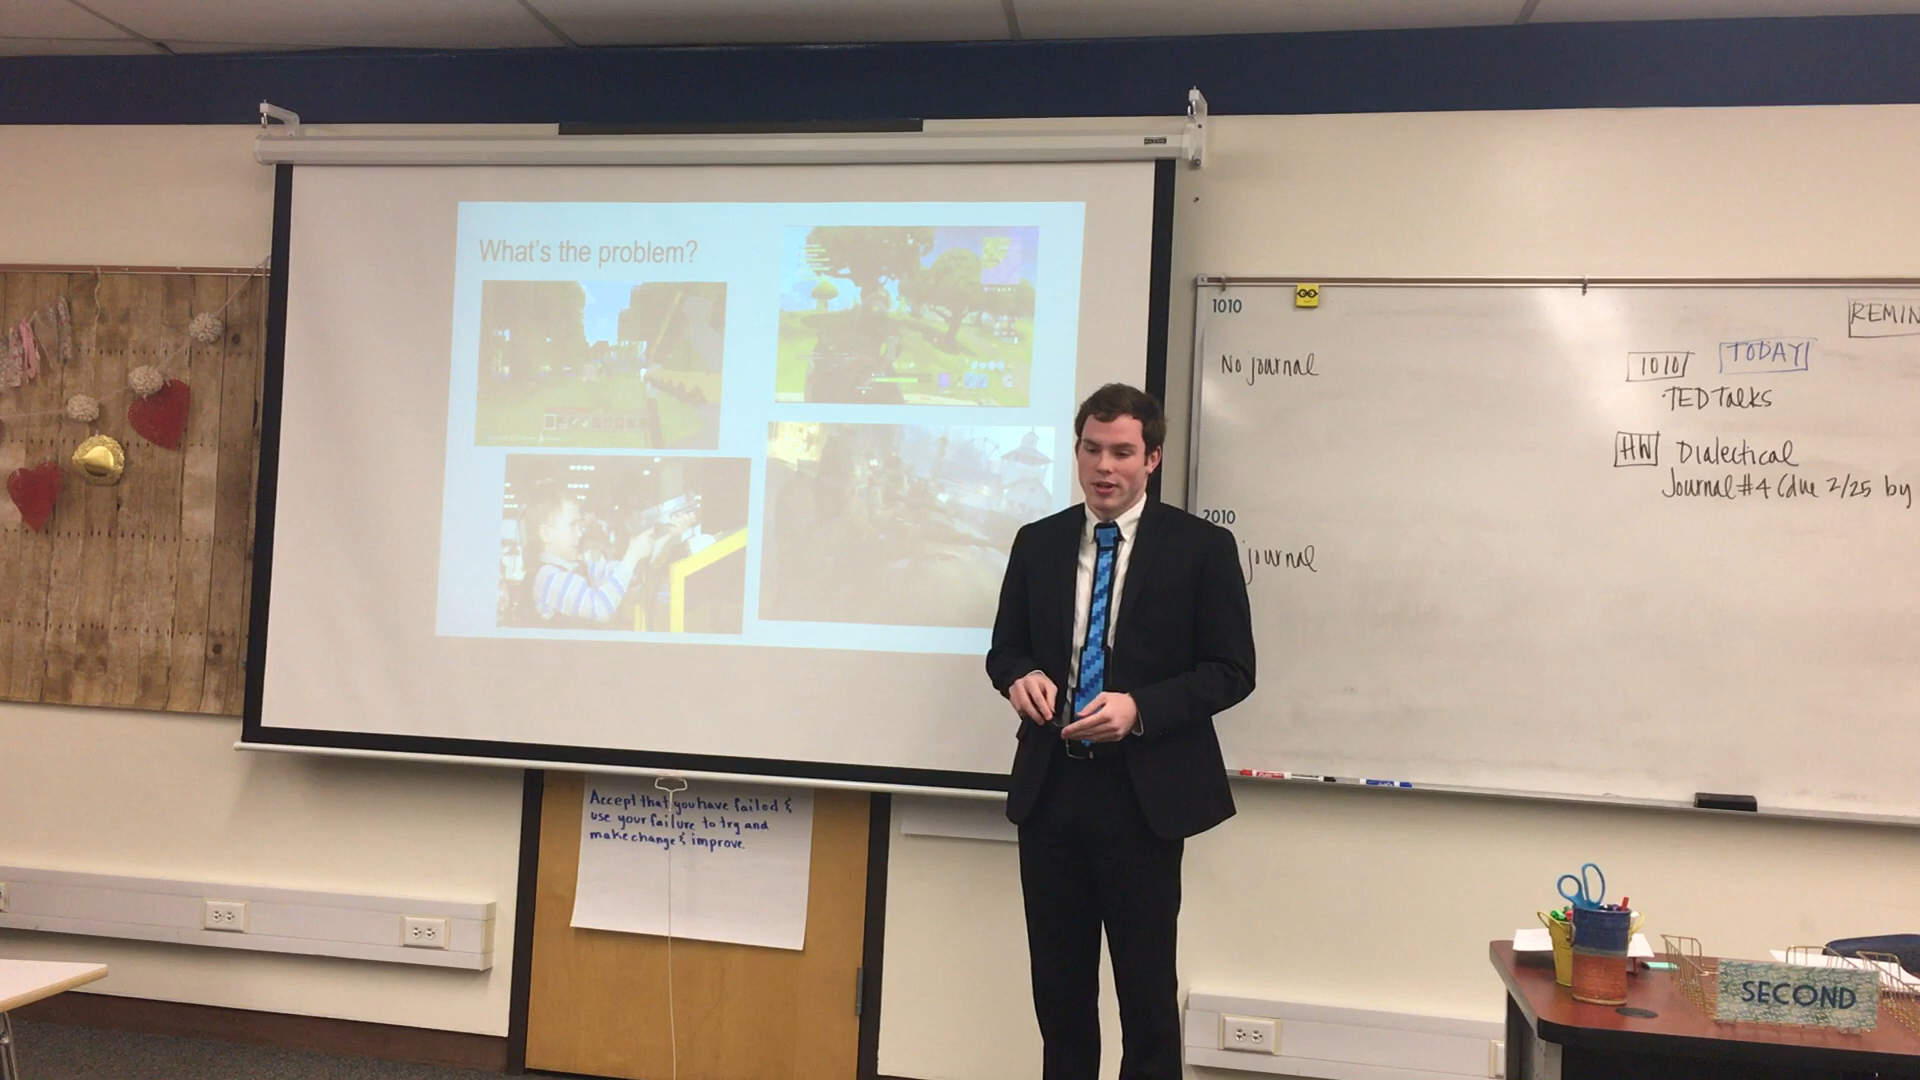 What's the problem?
1010
No journal
2010
journal
REMIN
1010
TODAY
TED Talks
HW
Dialectical
Journal #4 (due 2/25 by
Accept that you have failed &
use your failure to try and
make change & improve.
SECOND